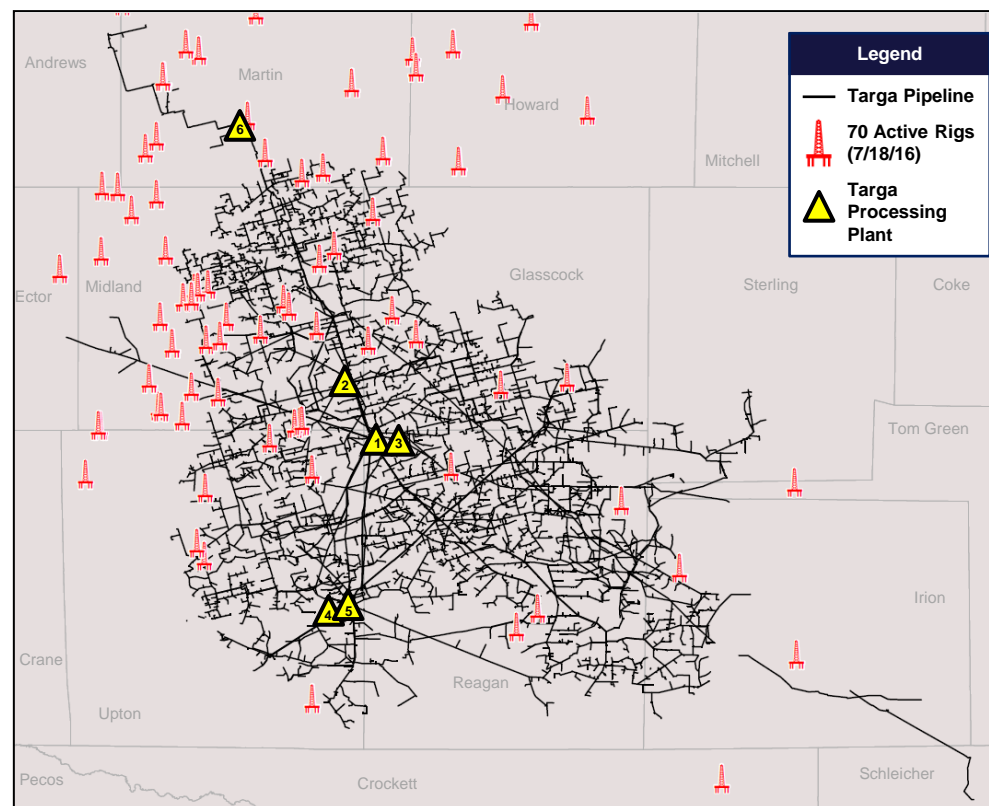 Legend
Targa Pipeline
70 Active Rigs
(7/18/16)
Targa
Processing
Plant
Andrews
Martin
Howard
Mitchell
6
Ector
Midland
Glasscock
Sterling
Coke
2
1
3
Tom Green
4
5
Irion
Crane
Upton
Reagan
Pecos
Crockett
Schleicher